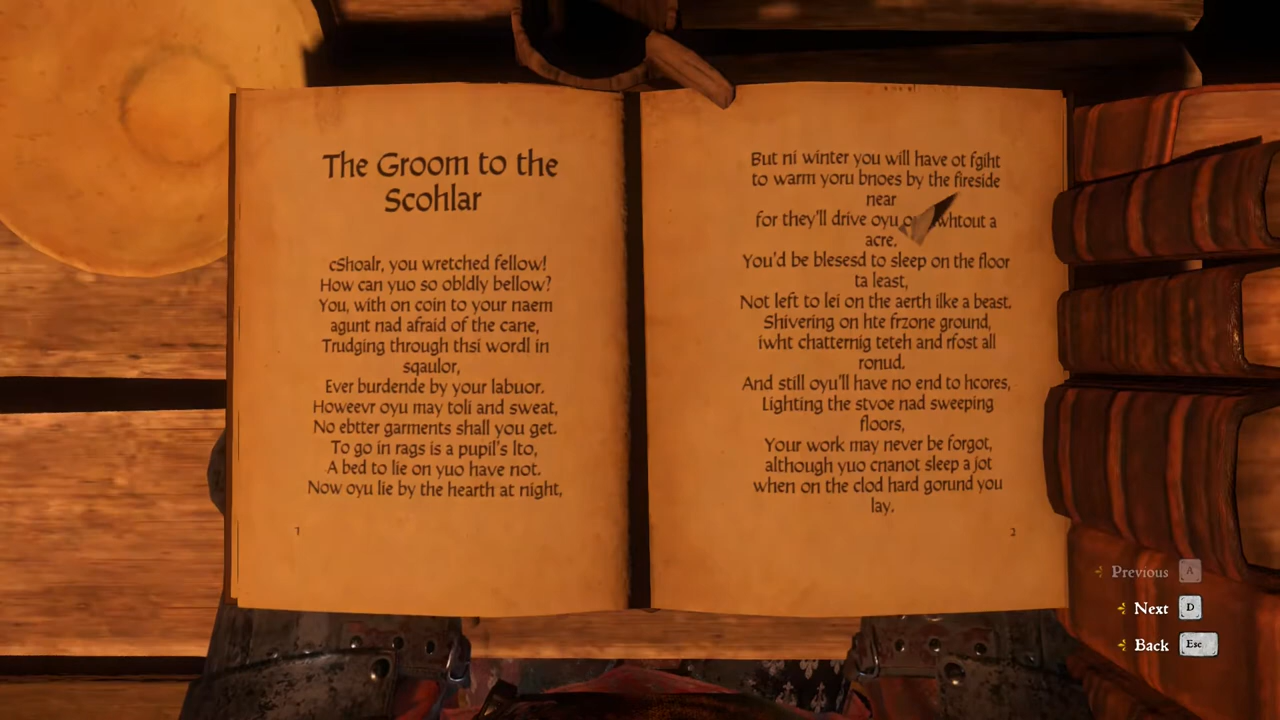 The Groom to the
Scohlar
cShoalr, you wretched fellow!
How can yuo so obldly bellow?
You, with on coin to your naem
agunt nad afraid of the cane,
Trudging through thsi wordl in
sqaulor,
Ever burdende by your labuor.
Howeevr oyu may toli and sweat,
No ebtter garments shall you get.
To go in rags is a pupil's lto,
A bed to lie on yuo have not.
Now oyu lie by the hearth at night,
1
But ni winter you will have ot fgiht
to warm yoru bnoes by the fireside
near
for they'll drive oyu whtout a
acre.
You'd be blesesd to sleep on the floor
ta least,
Not left to lei on the aerth ilke a beast.
Shivering on hte frzone ground,
iwht chatternig teteh and rfost all
ronud.
And still oyu'll have no end to hcores,
Lighting the stvoe nad sweeping
floors,
Your work may never be forgot,
although yuo cnanot sleep a jot
when on the clod hard gorund you
lay.
2
Previous A
Next D
Back Esc